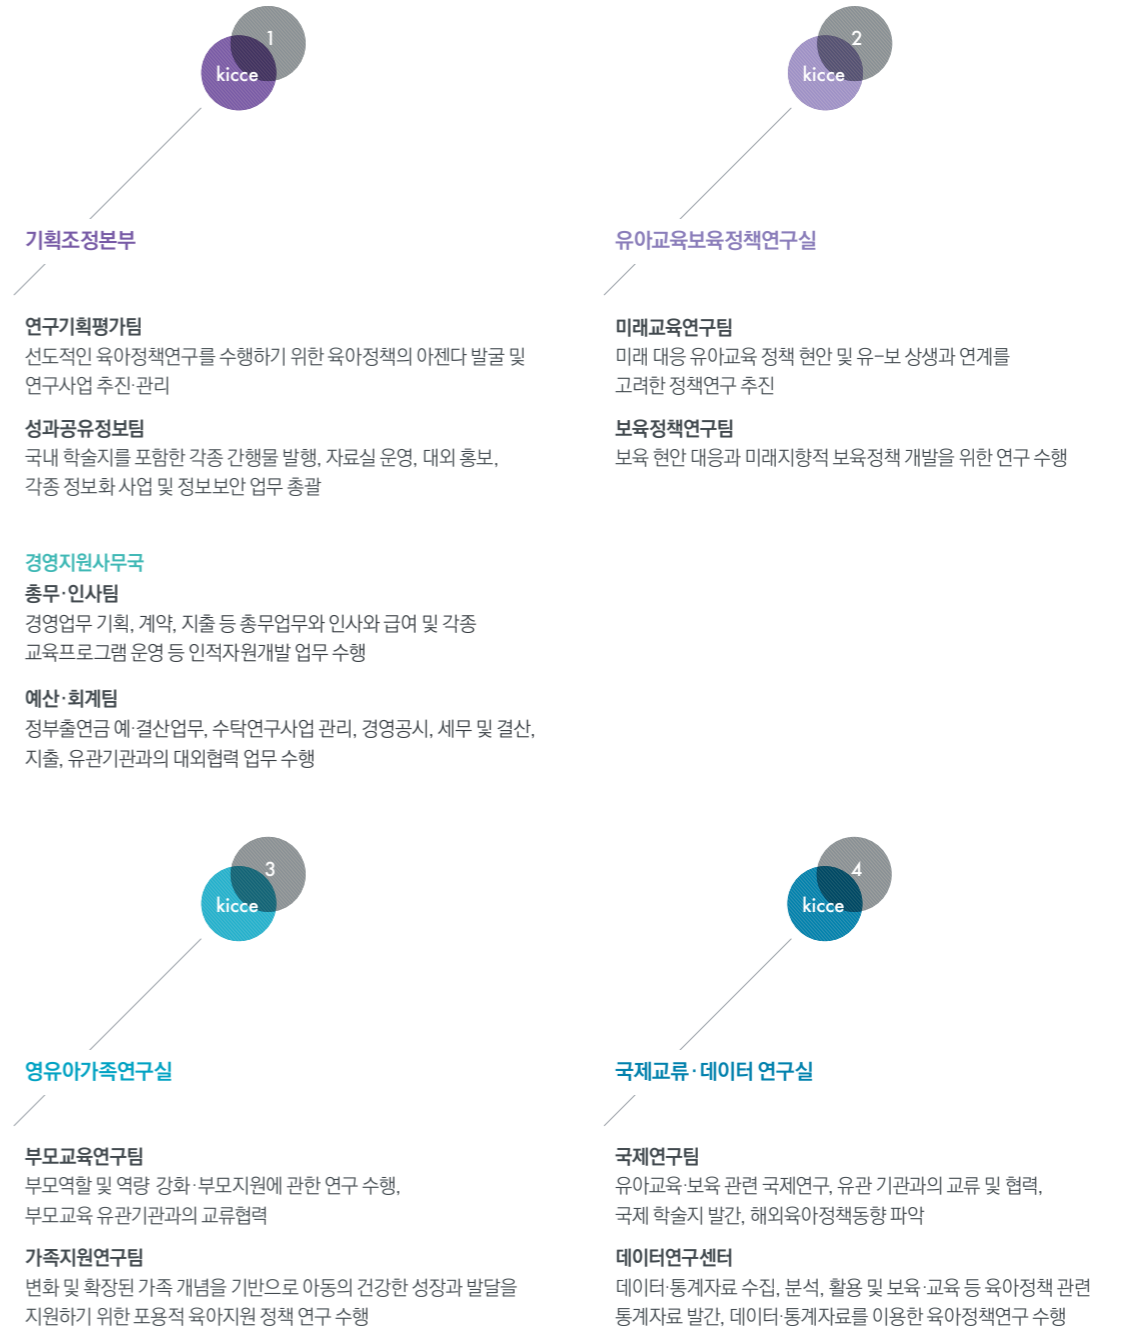 1
kicce
기획조정본부
연구기획평가팀
선도적인 육아정책연구를 수행하기 위한 육아정책의 아젠다 발굴 및
연구사업 추진·관리
성과공유정보팀
국내 학술지를 포함한 각종 간행물 발행, 자료실 운영, 대외 홍보,
각종 정보화 사업 및 정보보안 업무 총괄
경영지원사무국
총무·인사팀
경영업무 기획, 계약, 지출 등 총무업무와 인사와 급여 및 각종
교육프로그램 운영 등 인적자원개발 업무 수행
예산·회계팀
정부출연금 예·결산업무, 수탁연구사업 관리, 경영공시, 세무 및 결산,
지출, 유관기관과의 대외협력 업무 수행
2
kicce
유아교육보육정책연구실
미래교육연구팀
미래 대응 유아교육 정책 현안 및 유-보 상생과 연계를
고려한 정책연구 추진
보육정책연구팀
보육 현안 대응과 미래지향적 보육정책 개발을 위한 연구 수행
3
kicce
영유아가족연구실
부모교육연구팀
부모역할 및 역량 강화·부모지원에 관한 연구 수행,
부모교육 유관기관과의 교류협력
가족지원연구팀
변화 및 확장된 가족 개념을 기반으로 아동의 건강한 성장과 발달을
지원하기 위한 포용적 육아지원 정책 연구 수행
4
kicce
국제교류·데이터 연구실
국제연구팀
유아교육·보육 관련 국제연구, 유관 기관과의 교류 및 협력,
국제 학술지 발간, 해외육아정책동향 파악
데이터연구센터
데이터·통계자료 수집, 분석, 활용 및 보육·교육 등 육아정책 관련
통계자료 발간, 데이터·통계자료를 이용한 육아정책연구 수행